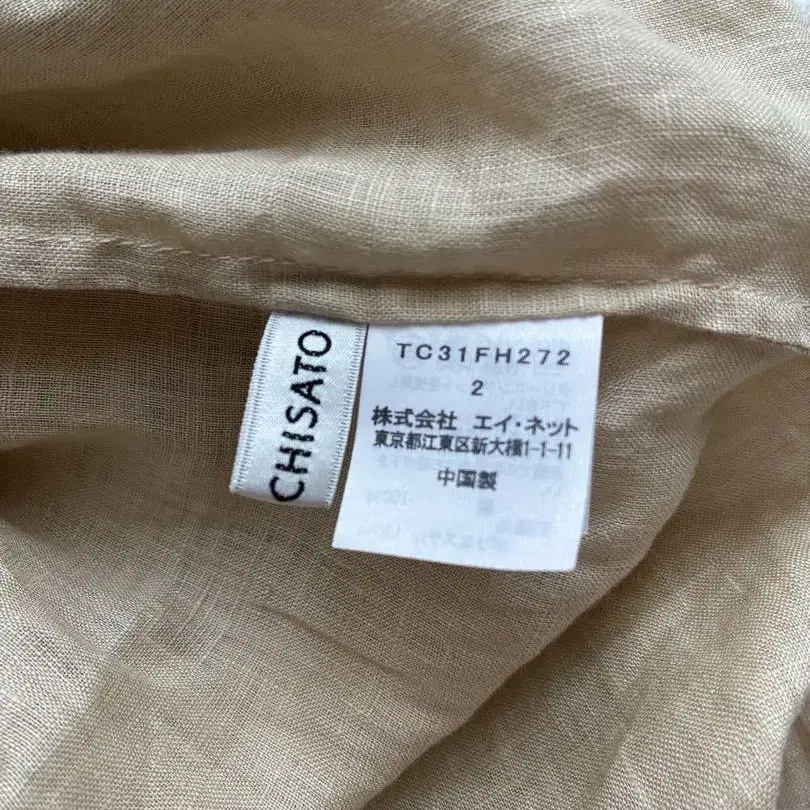 CHISATO
TC31FH272
2
株式会社 エイ・ネット
東京都江東区新大橋1-1-11
中国製